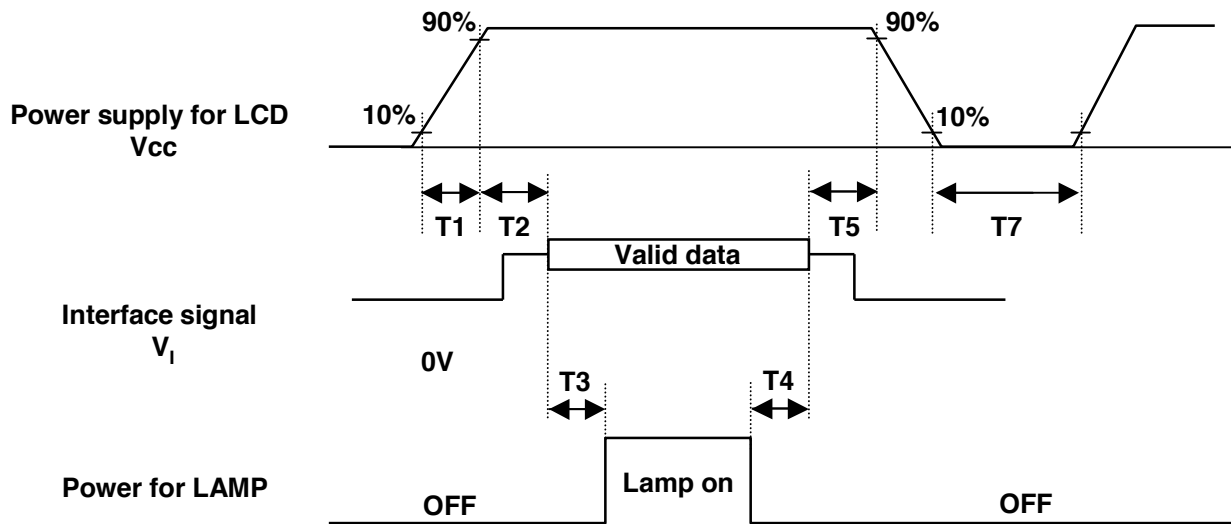 90%
90%
Power supply for LCD
Vcc
10%
10%
T1
T2
T5
T7
Valid data
Interface signal
VI
0V
T3
T4
Power for LAMP
OFF
Lamp on
OFF